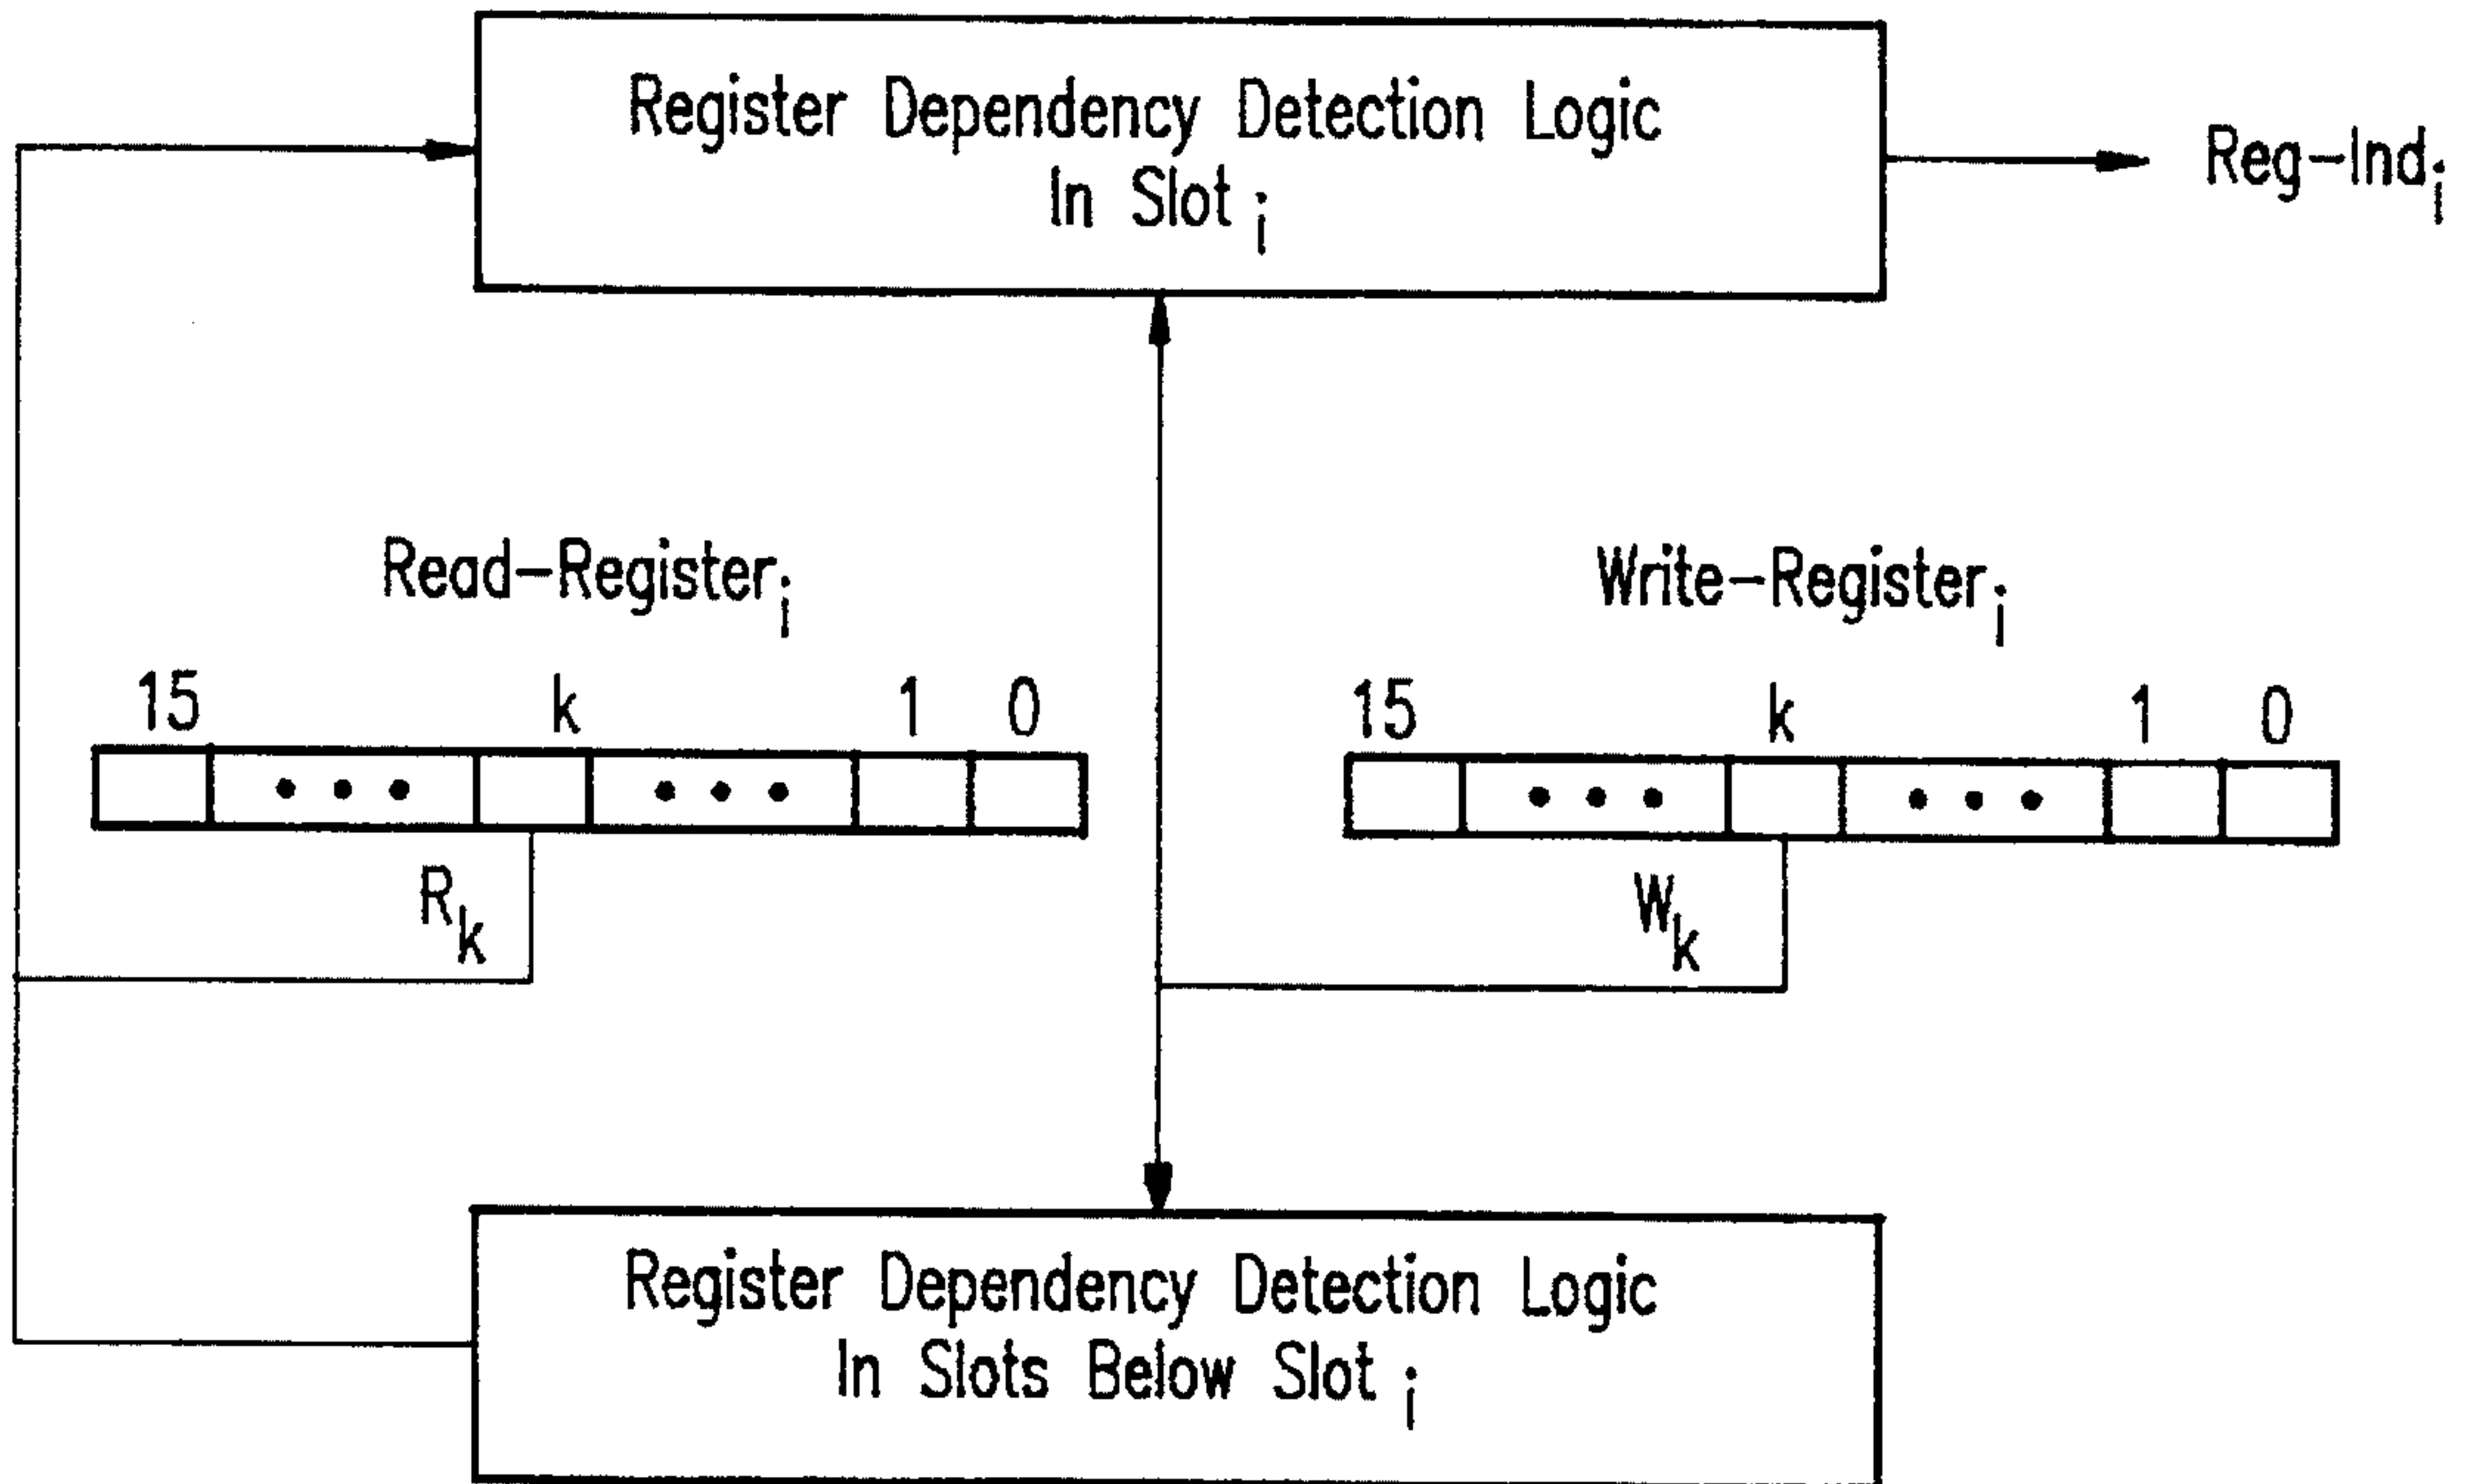 Register Dependency Detection Logic
In Slot i
Reg-Ind i
Read-Register i
Write-Register i
15 k 1 0
15 k 1 0
R k
W k
Register Dependency Detection Logic
In Slots Below Slot i